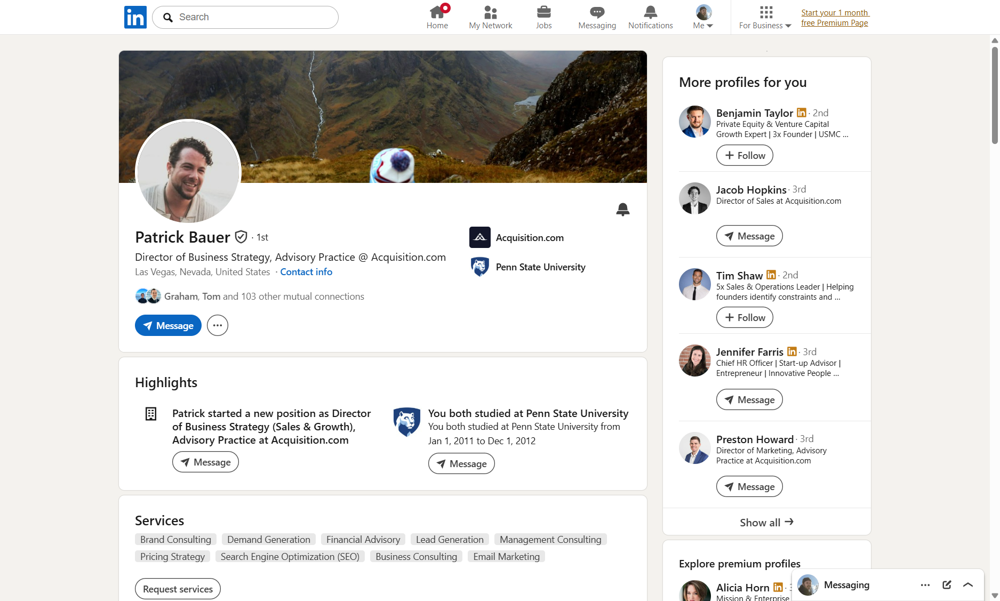 in
Search
Home
My Network
Jobs
Messaging
Notifications
Me
For Business
Start your 1 month
free Premium Page
Patrick Bauer · 1st
Director of Business Strategy, Advisory Practice @ Acquisition.com
Las Vegas, Nevada, United States · Contact info
Graham, Tom and 103 other mutual connections
Message
Acquisition.com
Penn State University
Highlights
Patrick started a new position as Director
of Business Strategy (Sales & Growth),
Advisory Practice at Acquisition.com
Message
You both studied at Penn State University
You both studied at Penn State University from
Jan 1, 2011 to Dec 1, 2012
Message
Services
Brand Consulting Demand Generation Financial Advisory Lead Generation Management Consulting
Pricing Strategy Search Engine Optimization (SEO) Business Consulting Email Marketing
Request services
More profiles for you
Benjamin Taylor in · 2nd
Private Equity & Venture Capital
Growth Expert | 3x Founder | USMC ...
Follow
Jacob Hopkins · 3rd
Director of Sales at Acquisition.com
Message
Tim Shaw in · 2nd
5x Sales & Operations Leader | Helping
founders identify constraints and ...
Follow
Jennifer Farris in · 3rd
Chief HR Officer | Start-up Advisor |
Entrepreneur | Innovative People ...
Message
Preston Howard · 3rd
Director of Marketing, Advisory
Practice at Acquisition.com
Message
Show all
Explore premium profiles
Alicia Horn in ·
Mission & Enterprise
Messaging